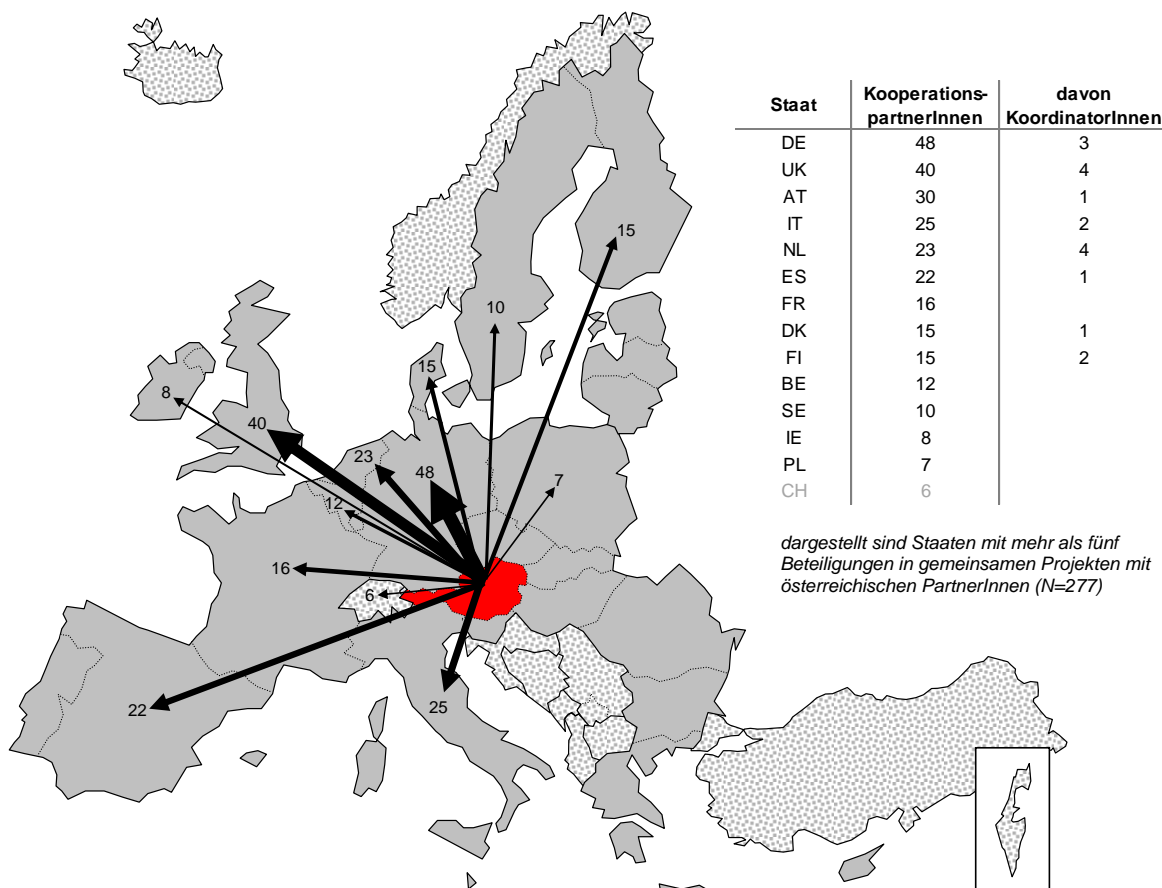 Staat Kooperations-partnerInnen davon KoordinatorInnen
DE 48 3
UK 40 4
AT 30 1
IT 25 2
NL 23 4
ES 22 1
FR 16
DK 15 1
FI 15 2
BE 12
SE 10
IE 8
PL 7
CH 6
dargestellt sind Staaten mit mehr als fünf
Beteiligungen in gemeinsamen Projekten mit
österreichischen PartnerInnen (N=277)
15
10
15
8
40
23
48
7
12
16
6
22
25